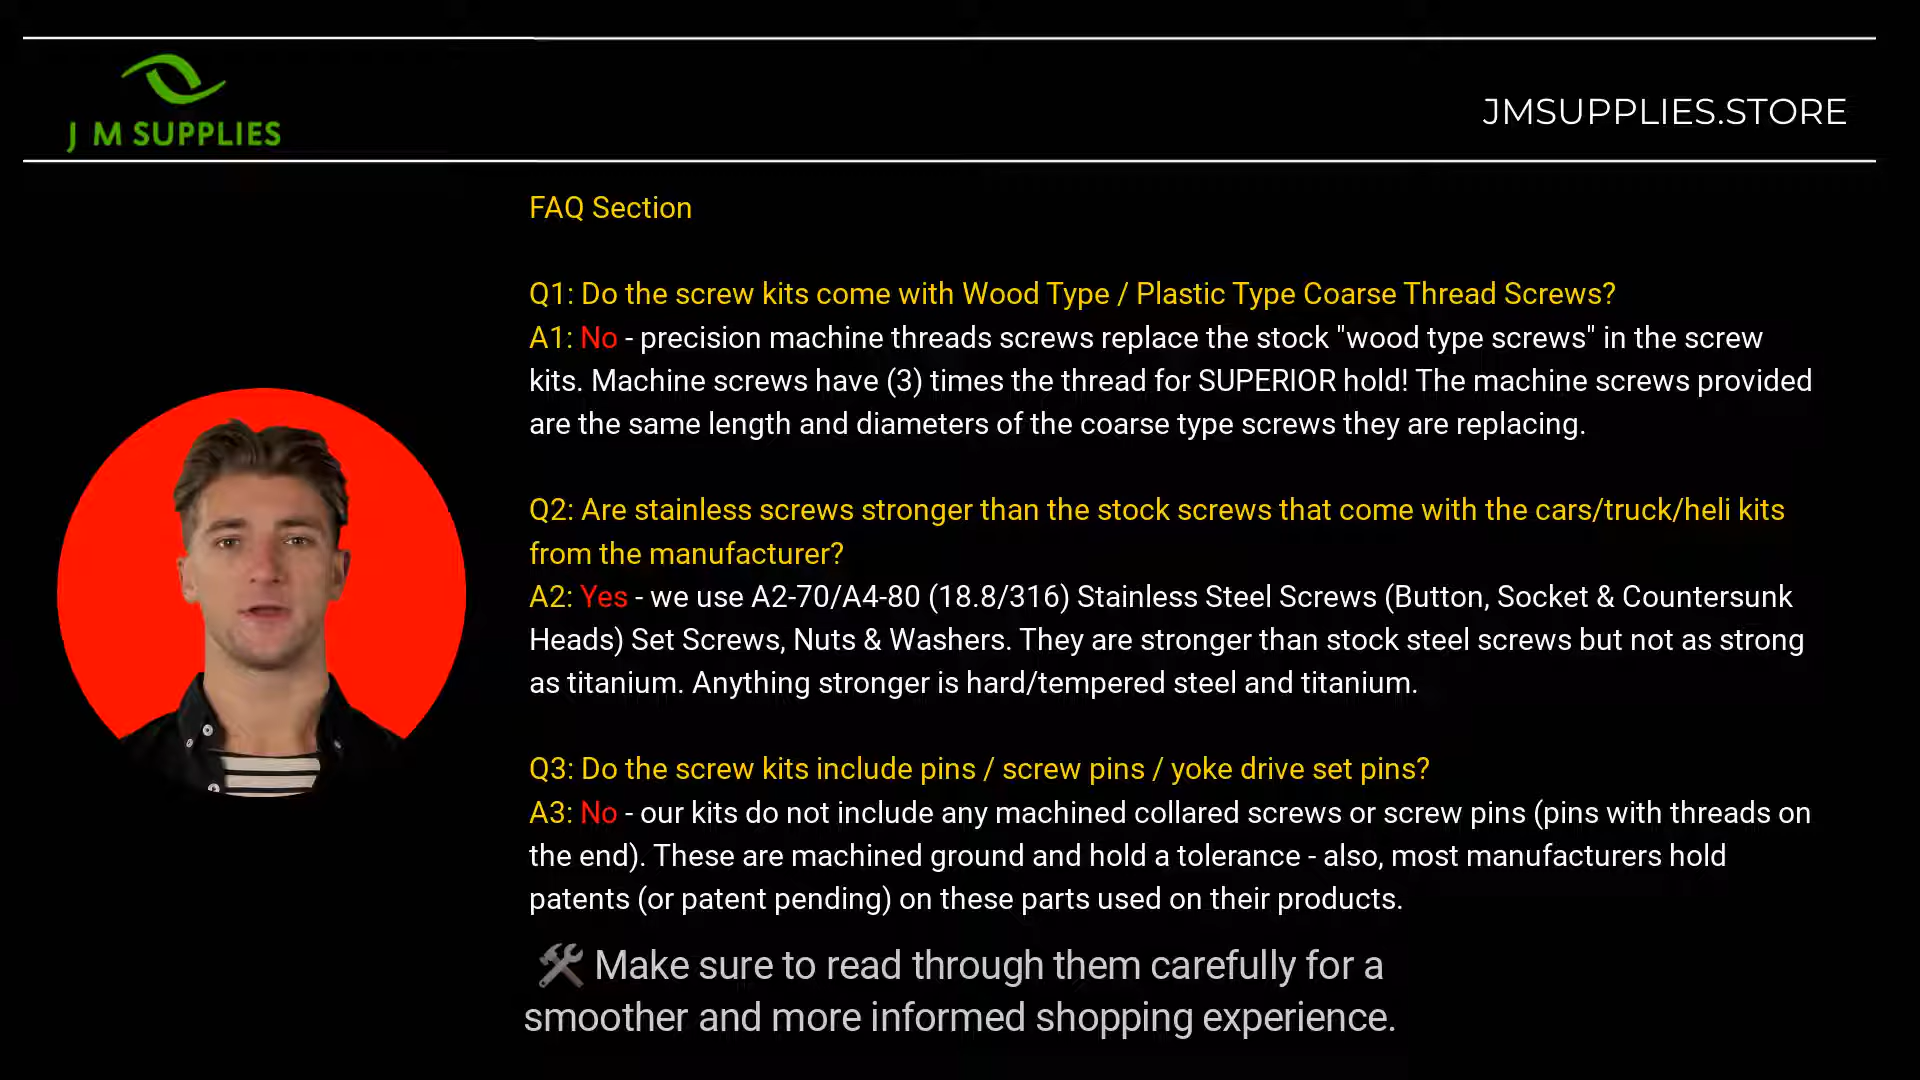 J M SUPPLIES
JMSUPPLIES.STORE
FAQ Section
Q1: Do the screw kits come with Wood Type / Plastic Type Coarse Thread Screws?
A1: No - precision machine threads screws replace the stock "wood type screws" in the screw
kits. Machine screws have (3) times the thread for SUPERIOR hold! The machine screws provided
are the same length and diameters of the coarse type screws they are replacing.
Q2: Are stainless screws stronger than the stock screws that come with the cars/truck/heli kits
from the manufacturer?
A2: Yes - we use A2-70/A4-80 (18.8/316) Stainless Steel Screws (Button, Socket & Countersunk
Heads) Set Screws, Nuts & Washers. They are stronger than stock steel screws but not as strong
as titanium. Anything stronger is hard/tempered steel and titanium.
Q3: Do the screw kits include pins / screw pins / yoke drive set pins?
A3: No - our kits do not include any machined collared screws or screw pins (pins with threads on
the end). These are machined ground and hold a tolerance - also, most manufacturers hold
patents (or patent pending) on these parts used on their products.
🛠 Make sure to read through them carefully for a
smoother and more informed shopping experience.